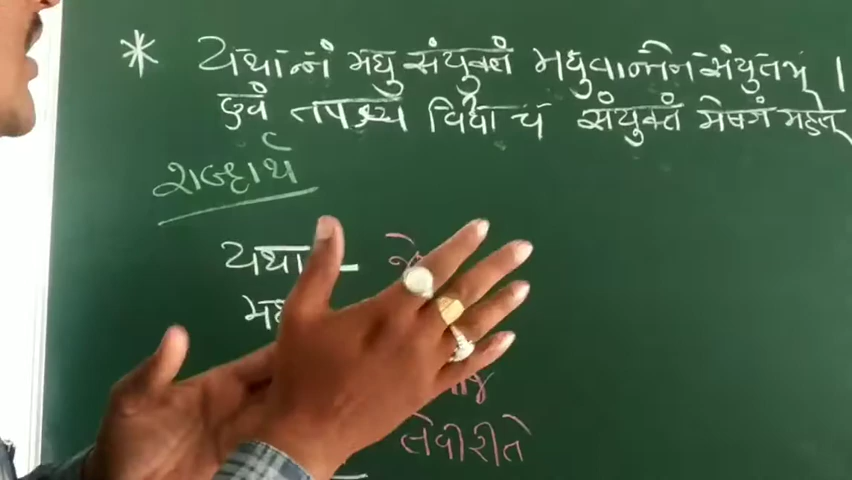 * यथान्नं मधु संयुक्तं मधुवान्नेन संयुतम् ।
एवं तपश्च विद्या च संयुक्तं भेषजं महत्
शब्दार्थ
यथा –
તેવીરીતે